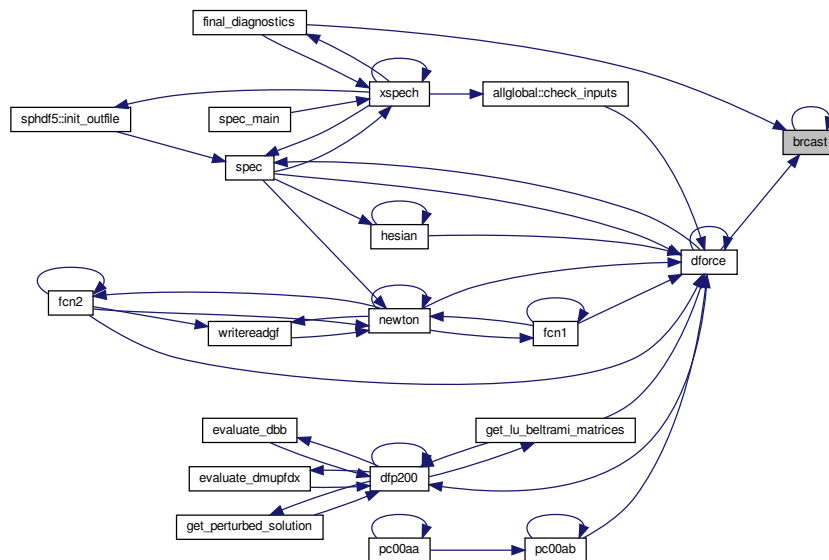 final_diagnostics
xspech
allglobal::check_inputs
sphdf5::init_outfile
spec_main
brcast
spec
hesian
dforce
fcn2
newton
writereadgf
fcn1
evaluate_dbb
get_lu_beltrami_matrices
evaluate_dmupfdx
dfp200
get_perturbed_solution
pc00aa
pc00ab